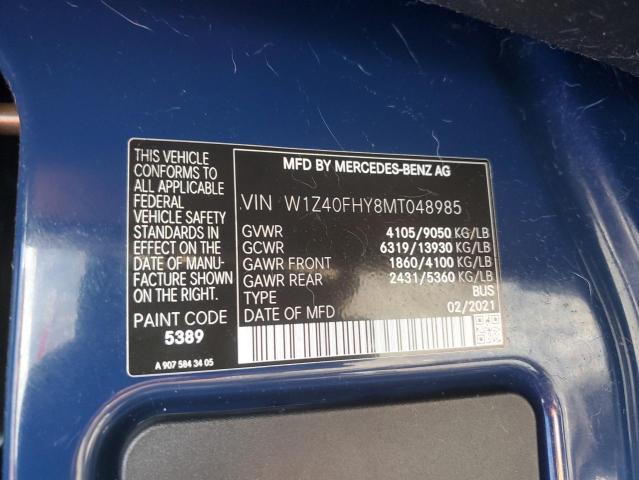 THIS VEHICLE
CONFORMS TO
ALL APPLICABLE
FEDERAL
VEHICLE SAFETY
STANDARDS IN
EFFECT ON THE
DATE OF MANU-
FACTURE SHOWN
ON THE RIGHT.
PAINT CODE
5389
A 907 584 34 05
MFD BY MERCEDES-BENZ AG
VIN W1Z40FHY8MT048985
GVWR 4105/9050 KG/LB
GCWR 6319/13930 KG/LB
GAWR FRONT 1860/4100 KG/LB
GAWR REAR 2431/5360 KG/LB
TYPE BUS
DATE OF MFD 02/2021